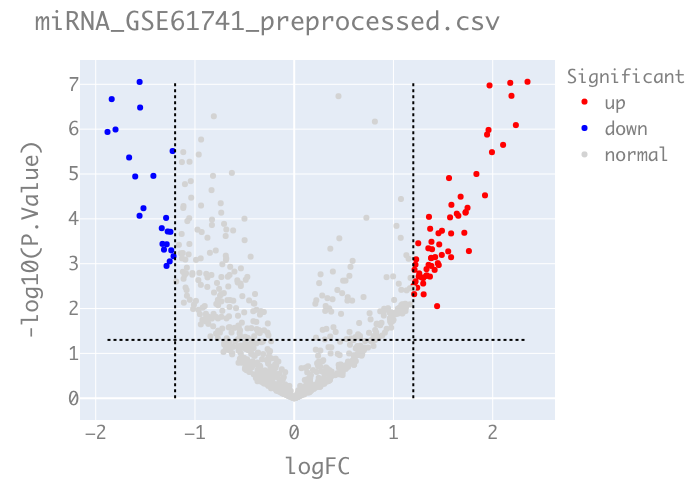 miRNA_GSE61741_preprocessed.csv
Significant
up
down
normal
-log10(P.Value)
7
6
5
4
3
2
1
0
−2
−1
0
1
2
logFC